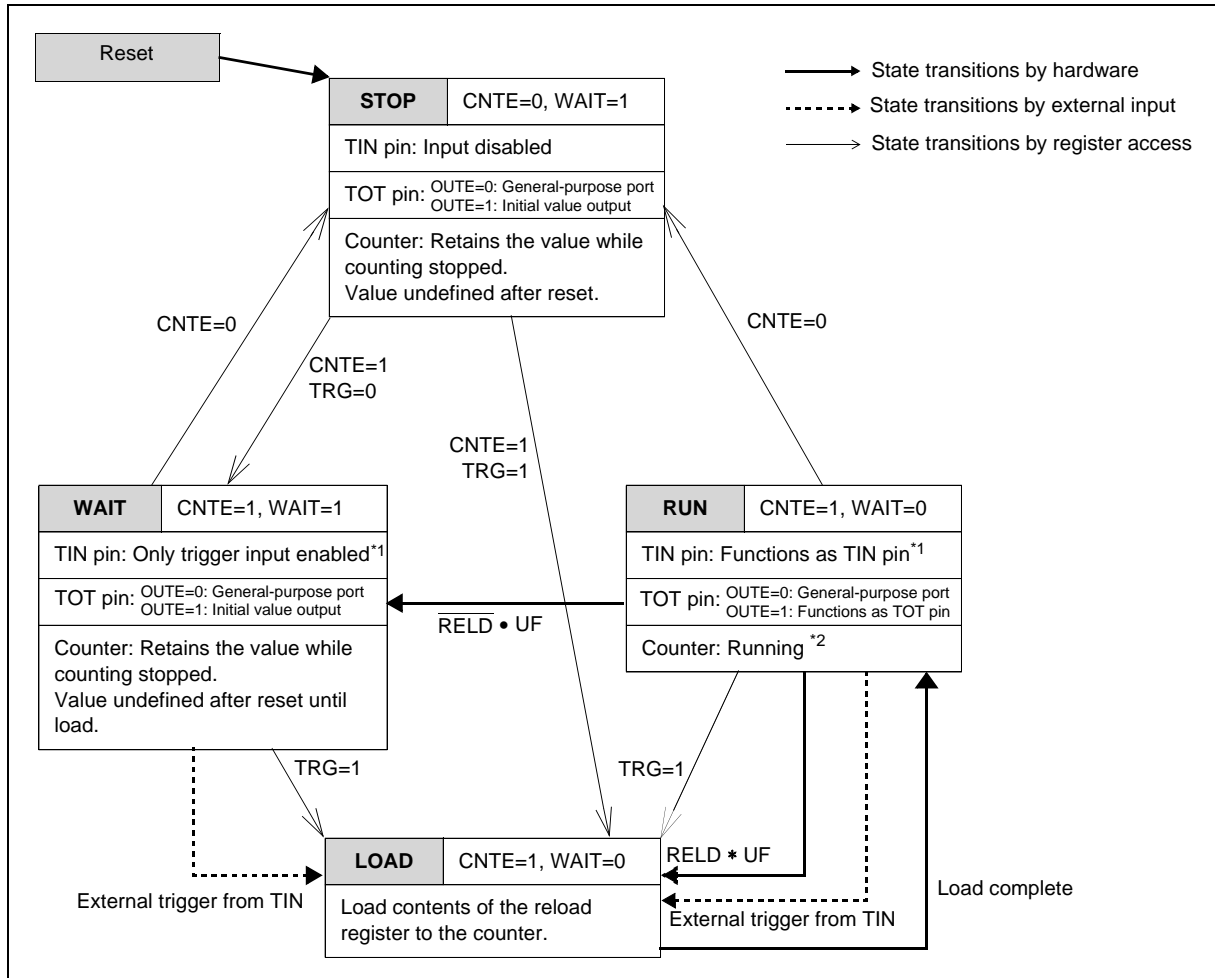 Reset
State transitions by hardware
State transitions by external input
State transitions by register access
STOP CNTE=0, WAIT=1
TIN pin: Input disabled
TOT pin: OUTE=0: General-purpose port
OUTE=1: Initial value output
Counter: Retains the value while
counting stopped.
Value undefined after reset.
CNTE=0
CNTE=1
TRG=0
CNTE=1
TRG=1
CNTE=0
WAIT CNTE=1, WAIT=1
TIN pin: Only trigger input enabled*1
TOT pin: OUTE=0: General-purpose port
OUTE=1: Initial value output
Counter: Retains the value while
counting stopped.
Value undefined after reset until
load.
R̅E̅L̅D̅ • UF
RUN CNTE=1, WAIT=0
TIN pin: Functions as TIN pin*1
TOT pin: OUTE=0: General-purpose port
OUTE=1: Functions as TOT pin
Counter: Running *2
TRG=1
TRG=1
LOAD CNTE=1, WAIT=0
Load contents of the reload
register to the counter.
RELD * UF
External trigger from TIN
External trigger from TIN
Load complete